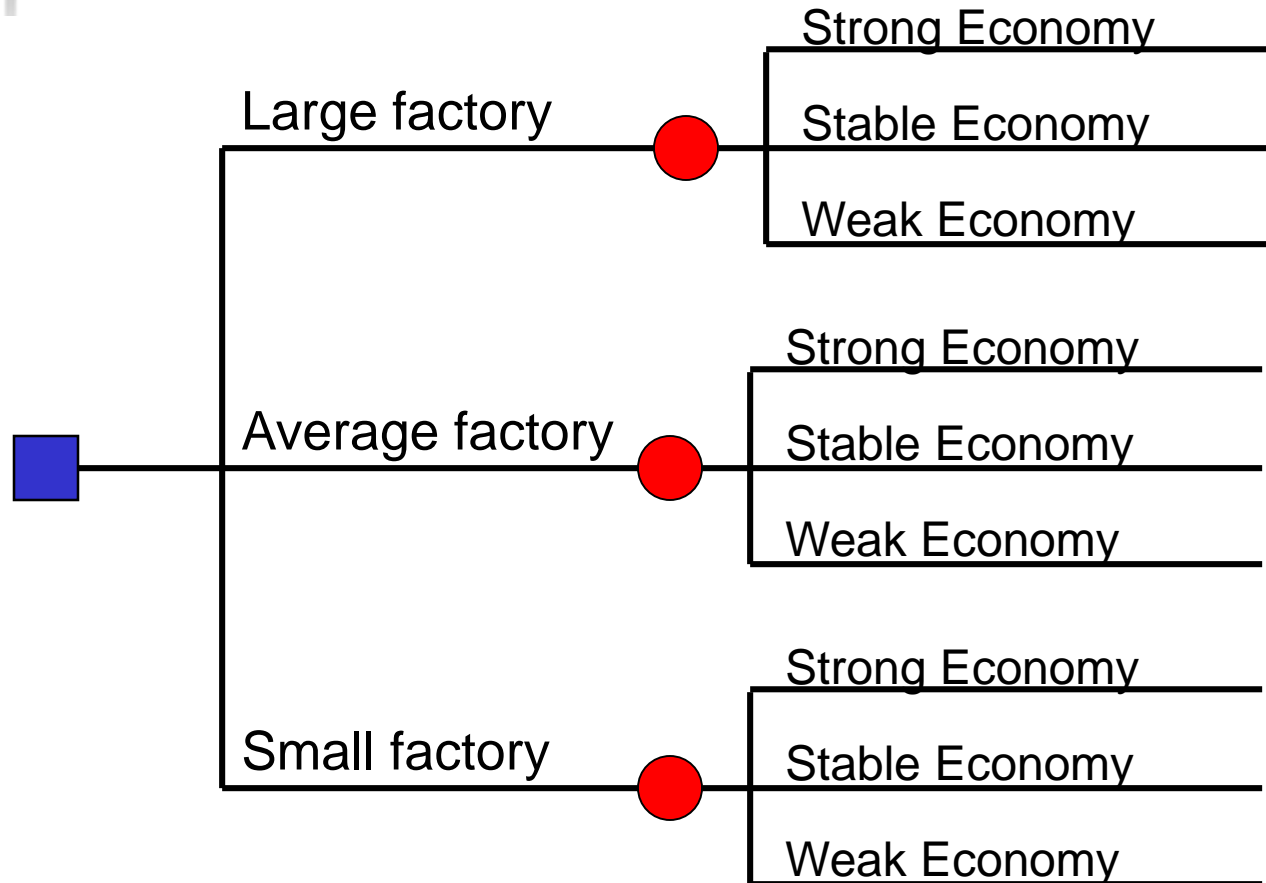 Strong Economy
Large factory
Stable Economy
Weak Economy
Strong Economy
Average factory
Stable Economy
Weak Economy
Strong Economy
Small factory
Stable Economy
Weak Economy